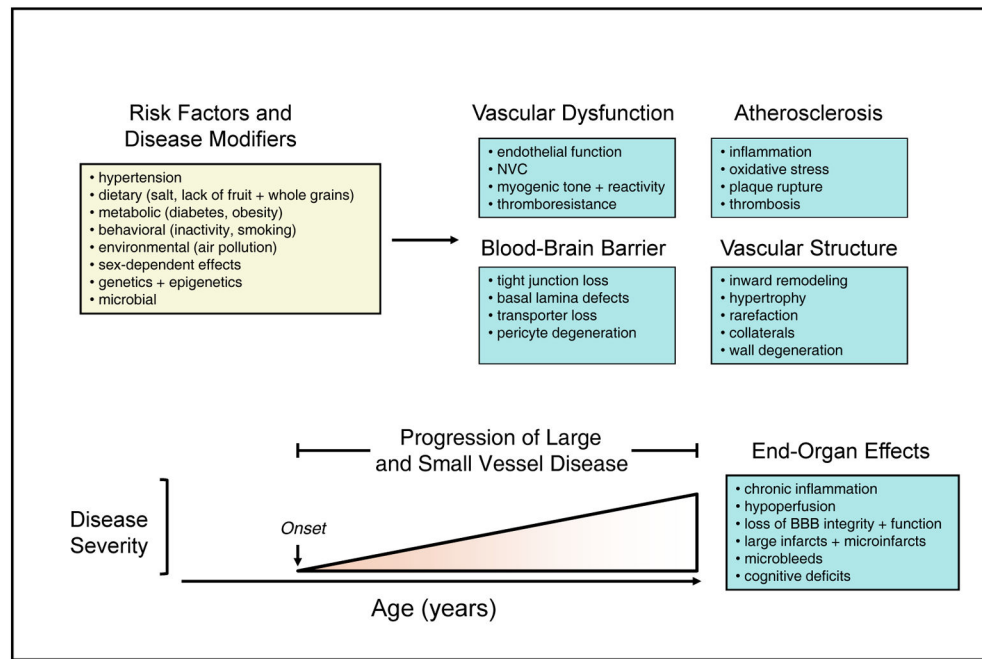 Risk Factors and
Disease Modifiers
• hypertension
• dietary (salt, lack of fruit + whole grains)
• metabolic (diabetes, obesity)
• behavioral (inactivity, smoking)
• environmental (air pollution)
• sex-dependent effects
• genetics + epigenetics
• microbial
Vascular Dysfunction
• endothelial function
• NVC
• myogenic tone + reactivity
• thromboresistance
Atherosclerosis
• inflammation
• oxidative stress
• plaque rupture
• thrombosis
Blood-Brain Barrier
• tight junction loss
• basal lamina defects
• transporter loss
• pericyte degeneration
Vascular Structure
• inward remodeling
• hypertrophy
• rarefaction
• collaterals
• wall degeneration
Progression of Large
and Small Vessel Disease
Disease
Severity
Onset
Age (years)
End-Organ Effects
• chronic inflammation
• hypoperfusion
• loss of BBB integrity + function
• large infarcts + microinfarcts
• microbleeds
• cognitive deficits